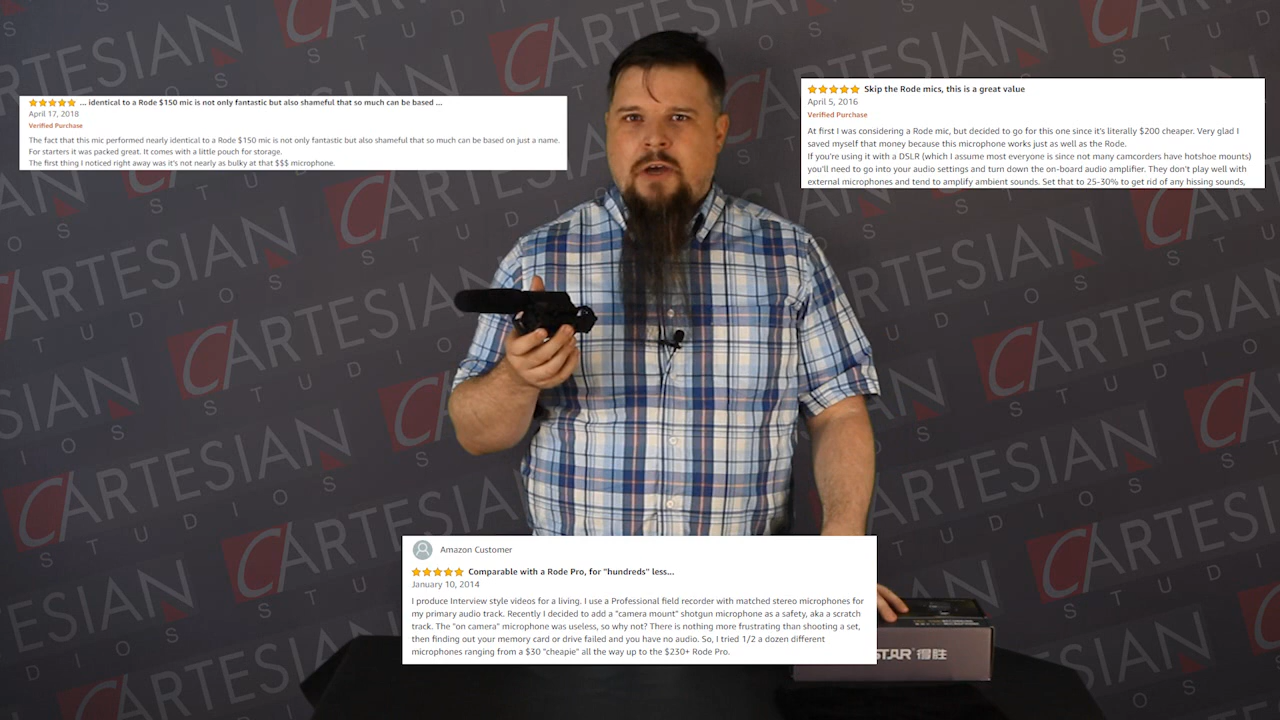 CARTESIAN
STUDIOS
... identical to a Rode $150 mic is not only fantastic but also shameful that so much can be based ...
April 17, 2018
Verified Purchase
The fact that this mic performed nearly identical to a Rode $150 mic is not only fantastic but also shameful that so much can be based on just a name.
For starters it was packed great. It comes with a little pouch for storage.
The first thing I noticed right away was it's not nearly as bulky at that $$$ microphone.
Skip the Rode mics, this is a great value
April 5, 2016
Verified Purchase
At first I was considering a Rode mic, but decided to go for this one since it's literally $200 cheaper. Very glad I
saved myself that money because this microphone works just as well as the Rode.
If you're using it with a DSLR (which I assume most everyone is since not many camcorders have hotshoe mounts)
you'll need to go into your audio settings and turn down the on-board audio amplifier. They don't play well with
external microphones and tend to amplify ambient sounds. Set that to 25-30% to get rid of any hissing sounds,
Amazon Customer
Comparable with a Rode Pro, for "hundreds" less...
January 10, 2014
I produce Interview style videos for a living. I use a Professional field recorder with matched stereo microphones for
my primary audio track. Recently I decided to add a "camera mount" shotgun microphone as a safety, aka a scratch
track. The "on camera" microphone was useless, so why not? There is nothing more frustrating than shooting a set,
then finding out your memory card or drive failed and you have no audio. So, I tried 1/2 a dozen different
microphones ranging from a $30 "cheapie" all the way up to the $230+ Rode Pro.
STAR 得胜